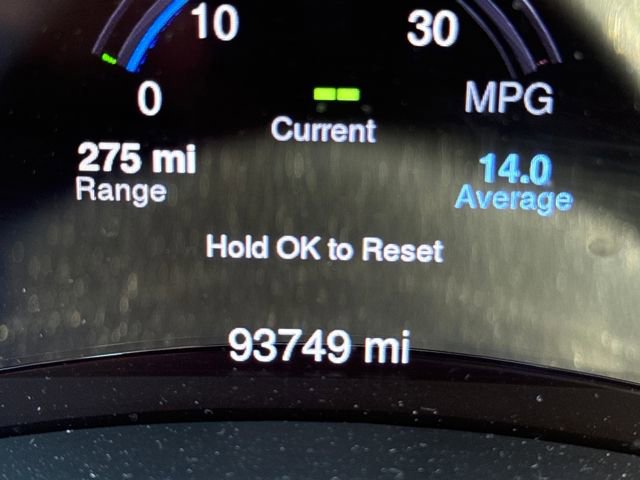 10 30
0 MPG
Current
275 mi 14.0
Range Average
Hold OK to Reset
93749 mi